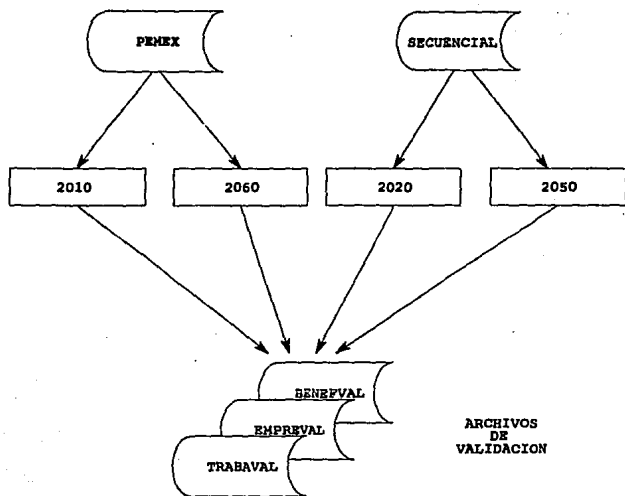 PEMEX
SECUENCIAL
2010
2060
2020
2050
BENEFVAL
EMPREVAL
TRABAVAL
ARCHIVOS
DE
VALIDACION